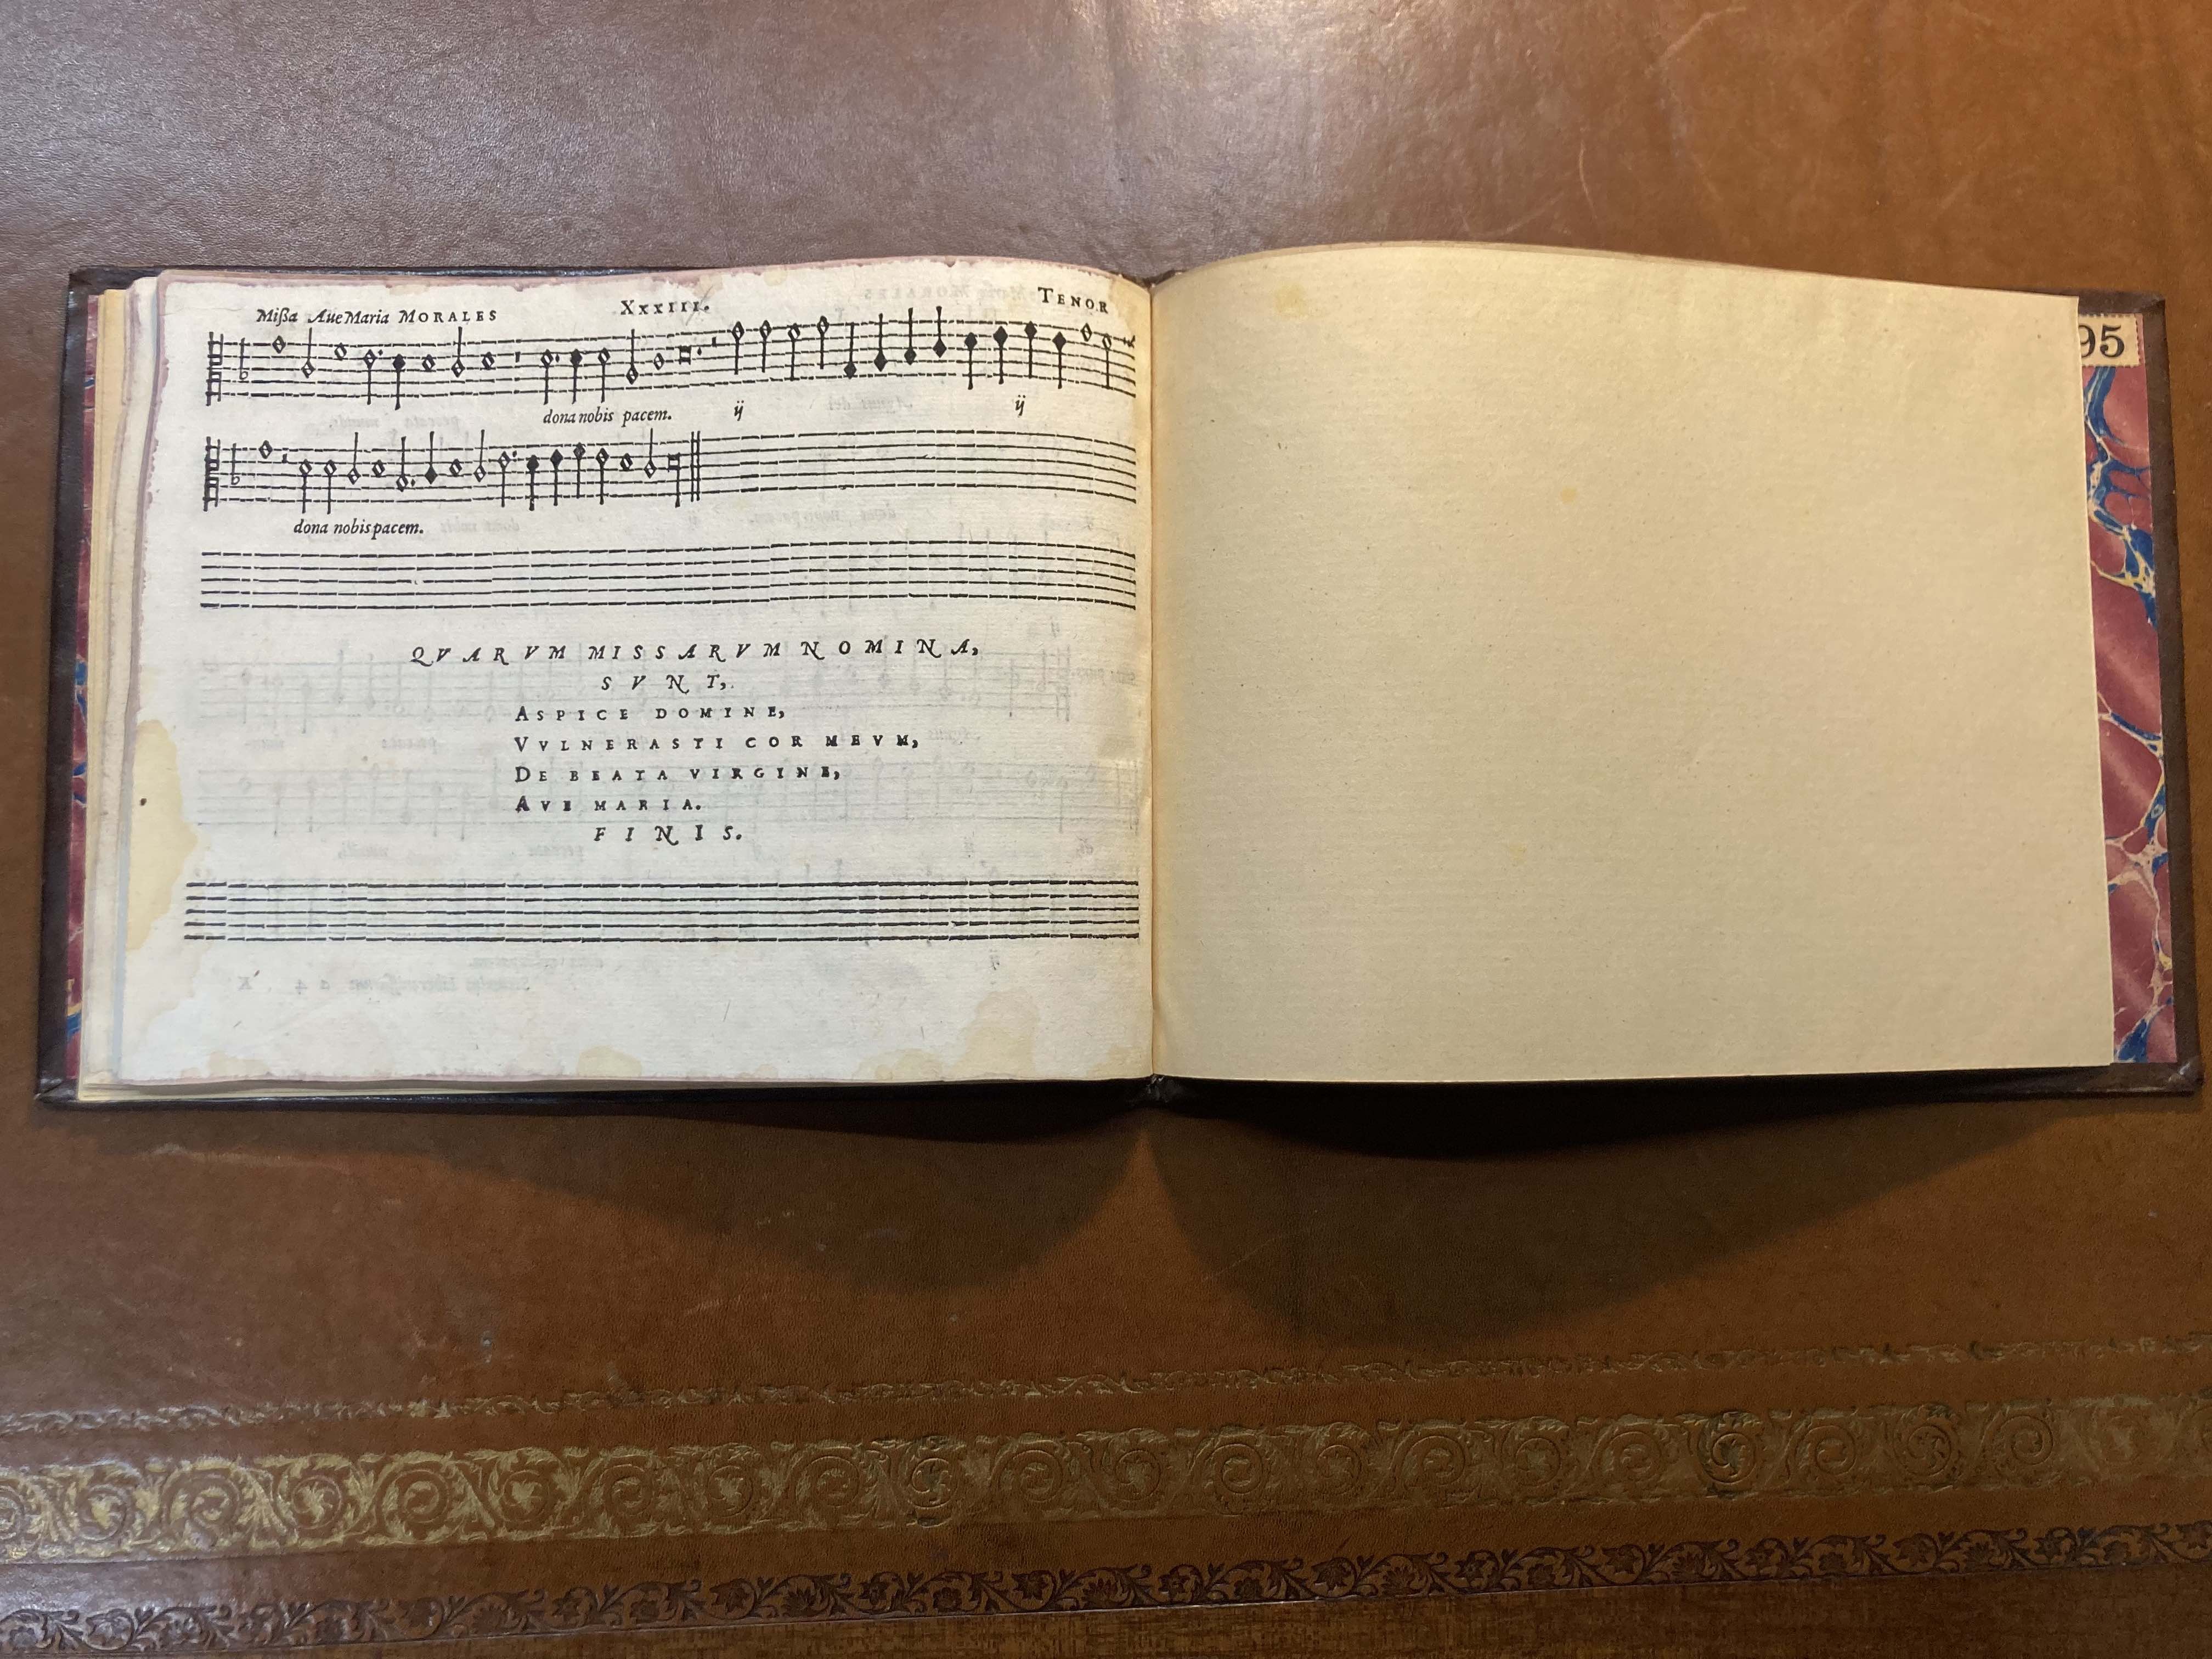 Mißa Aue Maria MORALES XXXIII. TENOR
dona nobis pacem. ij ij
dona nobis pacem.
QVARVM MISSARVM NOMINA,
SVNT,
ASPICE DOMINE,
VVLNERASTI COR MEVM,
DE BEATA VIRGINE,
AVE MARIA.
FINIS.
95